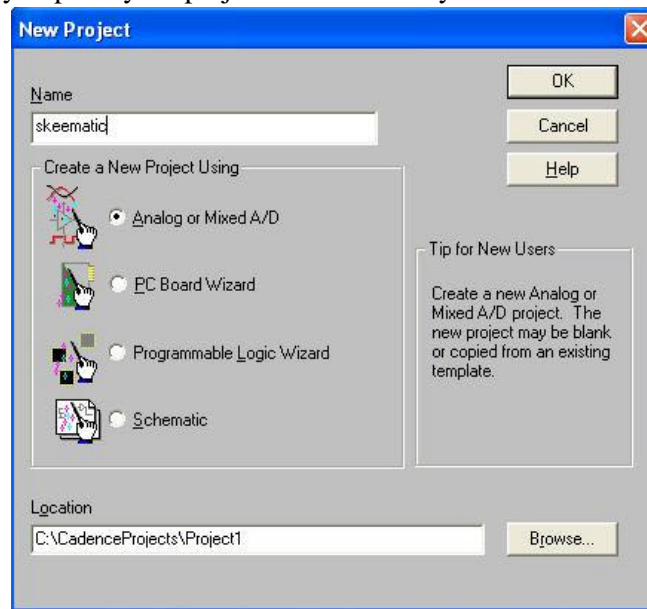 New Project
Name
skeematic
OK
Cancel
Help
Create a New Project Using
Analog or Mixed A/D
PC Board Wizard
Programmable Logic Wizard
Schematic
Tip for New Users
Create a new Analog or
Mixed A/D project. The
new project may be blank
or copied from an existing
template.
Location
C:\CadenceProjects\Project1
Browse...